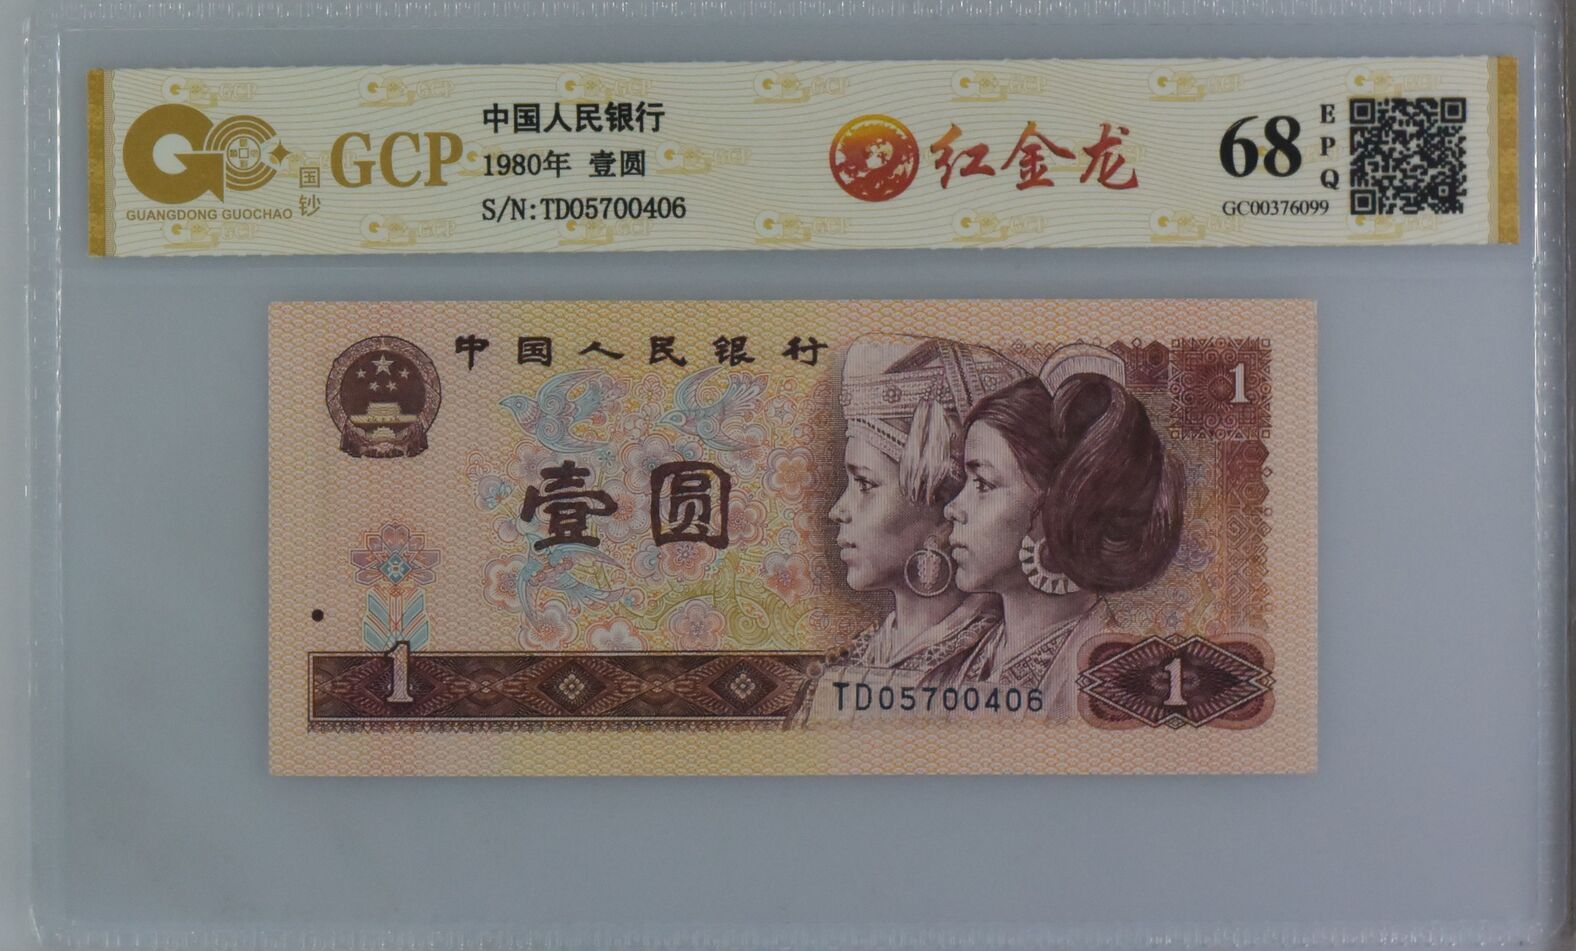 GCP
国钞
GUANGDONG GUOCHAO
中国人民银行
1980年 壹圆
S/N:TD05700406
红金龙
68
EPQ
GC00376099
中国人民银行
1
壹圆
1
TD05700406
1